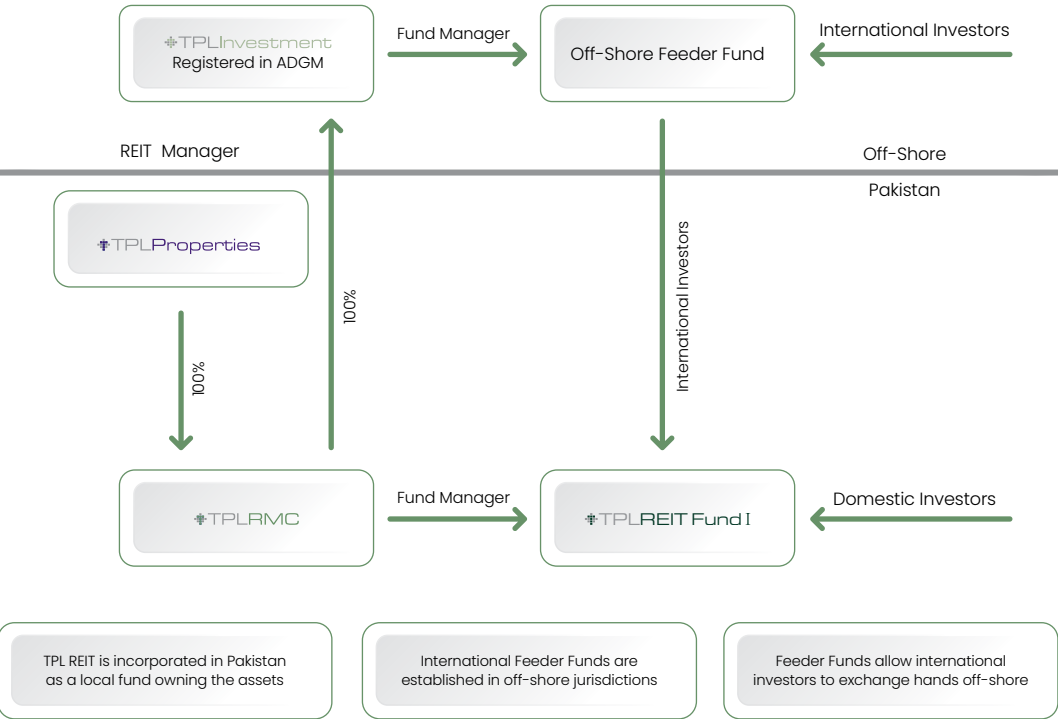 TPLInvestment
Registered in ADGM
Fund Manager
Off-Shore Feeder Fund
International Investors
REIT Manager
Off-Shore
Pakistan
TPLProperties
100%
100%
International Investors
TPLRMC
Fund Manager
TPLREIT Fund I
Domestic Investors
TPL REIT is incorporated in Pakistan
as a local fund owning the assets
International Feeder Funds are
established in off-shore jurisdictions
Feeder Funds allow international
investors to exchange hands off-shore